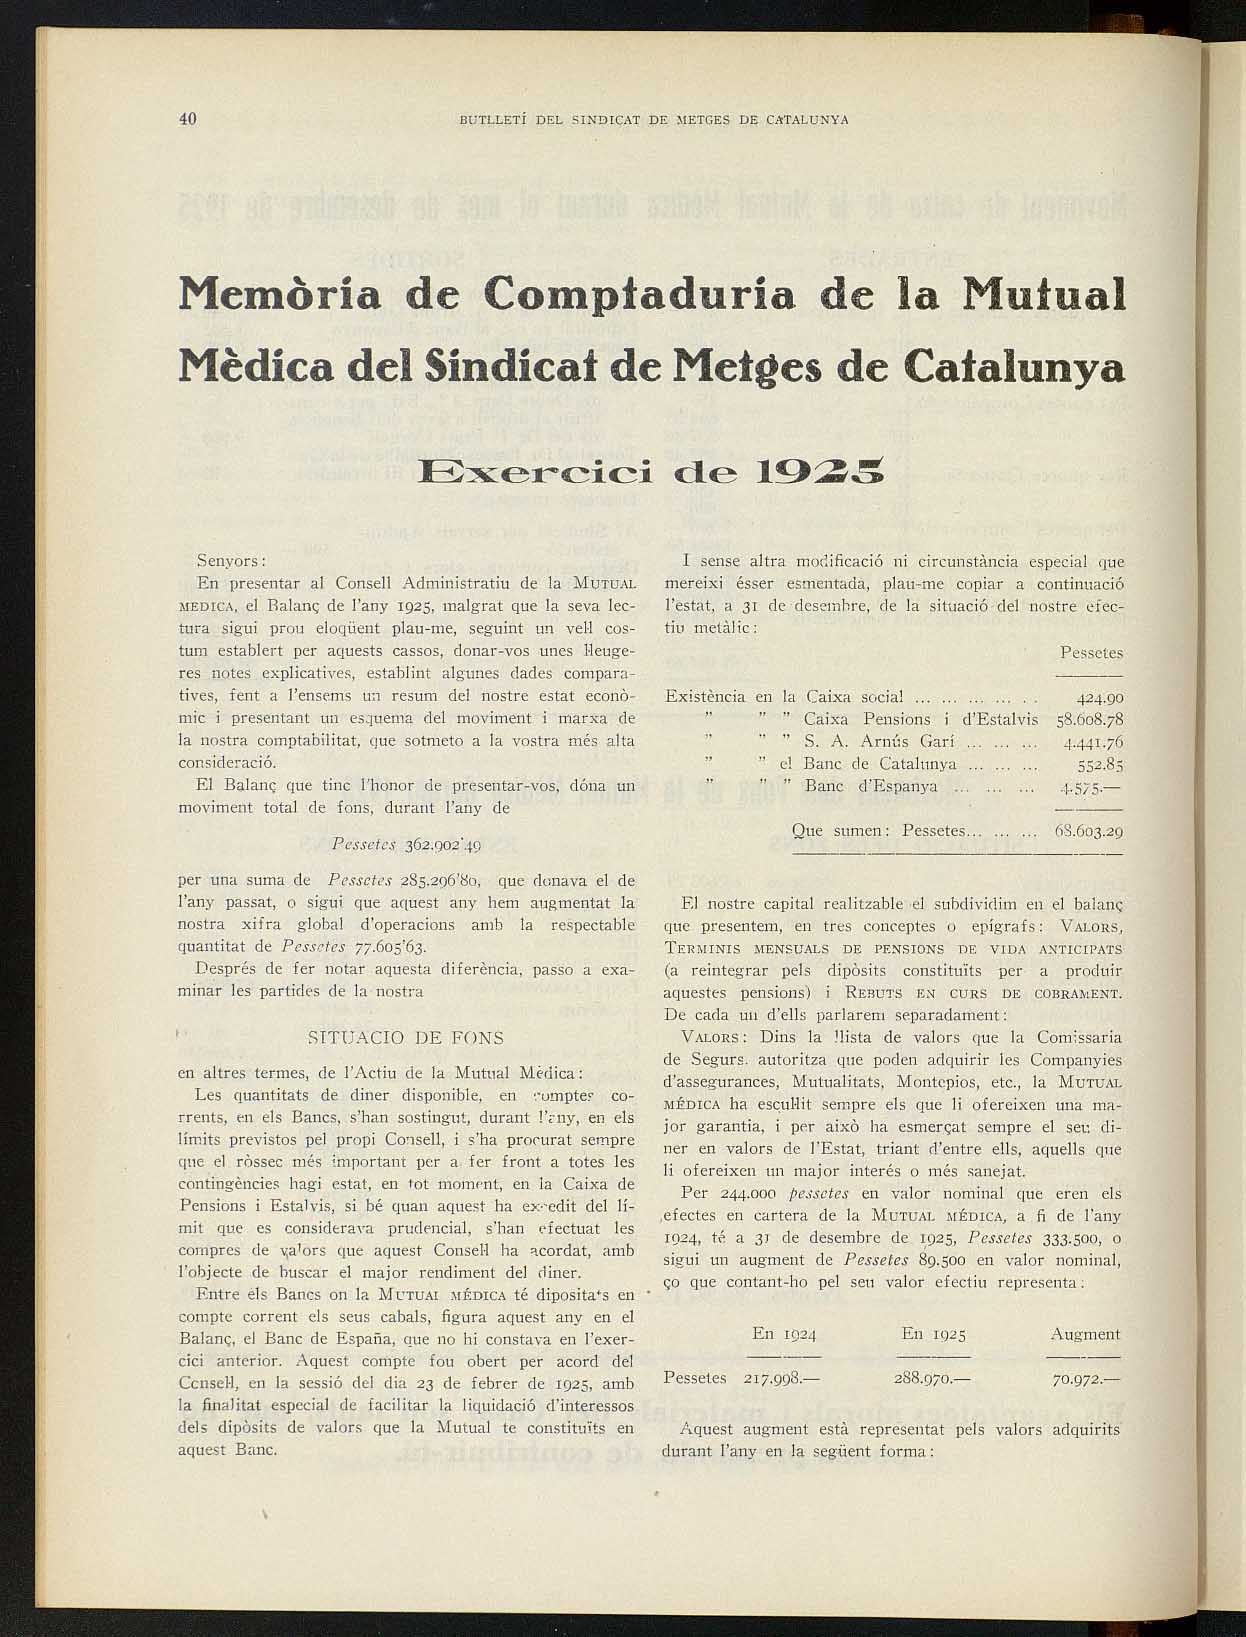 40
BUTLLETÍ DEL SINDICAT DE METGES DE CATALUNYA
Memòria de Comptaduria de la Mutual
Mèdica del Sindicat de Metges de Catalunya
Exercici de 1925
Senyors:
En presentar al Consell Administratiu de la MUTUAL
MEDICA, el Balanç de l'any 1925, malgrat que la seva lec-
tura sigui prou eloqüent plau-me, seguint un vell cos-
tum establert per aquests cassos, donar-vos unes lleuge-
res notes explicatives, establint algunes dades compara-
tives, fent a l'ensems un resum del nostre estat econò-
mic i presentant un esquema del moviment i marxa de
la nostra comptabilitat, que sotmeto a la vostra més alta
consideració.
El Balanç que tinc l'honor de presentar-vos, dóna un
moviment total de fons, durant l'any de
Pessetes 362.902'49
per una suma de Pessetes 285.296'80, que donava el de
l'any passat, o sigui que aquest any hem augmentat la
nostra xifra global d'operacions amb la respectable
quantitat de Pessetes 77.605'63.
Després de fer notar aquesta diferència, passo a exa-
minar les partides de la nostra
SITUACIO DE FONS
en altres termes, de l'Actiu de la Mutual Mèdica:
Les quantitats de diner disponible, en comptes co-
rrents, en els Bancs, s'han sostingut, durant l'any, en els
límits previstos pel propi Consell, i s'ha procurat sempre
que el ròssec més important per a fer front a totes les
contingències hagi estat, en tot moment, en la Caixa de
Pensions i Estalvis, si bé quan aquest ha excedit del lí-
mit que es considerava prudencial, s'han efectuat les
compres de valors que aquest Consell ha acordat, amb
l'objecte de buscar el major rendiment del diner.
Entre els Bancs on la MUTUAL MÉDICA té dipositats en
compte corrent els seus cabals, figura aquest any en el
Balanç, el Banc de España, que no hi constava en l'exer-
cici anterior. Aquest compte fou obert per acord del
Consell, en la sessió del dia 23 de febrer de 1925, amb
la finalitat especial de facilitar la liquidació d'interessos
dels dipòsits de valors que la Mutual te constituïts en
aquest Banc.
I sense altra modificació ni circunstància especial que
mereixi ésser esmentada, plau-me copiar a continuació
l'estat, a 31 de desembre, de la situació del nostre efec-
tiu metàlic:
Pessetes
Existència en la Caixa social ... ... ... ... . . 424.90
" " " Caixa Pensions i d'Estalvis 58.608.78
" " " S. A. Arnús Garí ... ... ... 4.441.76
" " el Banc de Catalunya ... ... ... 552.85
" " " Banc d'Espanya ... ... ... 4.575.—
Que sumen: Pessetes... ... ... 68.603.29
El nostre capital realitzable el subdividim en el balanç
que presentem, en tres conceptes o epígrafs: VALORS,
TERMINIS MENSUALS DE PENSIONS DE VIDA ANTICIPATS
(a reintegrar pels dipòsits constituïts per a produir
aquestes pensions) i REBUTS EN CURS DE COBRAMENT.
De cada un d'ells parlarem separadament:
VALORS: Dins la llista de valors que la Comissaria
de Segurs. autoritza que poden adquirir les Companyies
d'assegurances, Mutualitats, Montepios, etc., la MUTUAL
MÉDICA ha escullit sempre els que li ofereixen una ma-
jor garantia, i per això ha esmerçat sempre el seu di-
ner en valors de l'Estat, triant d'entre ells, aquells que
li ofereixen un major interés o més sanejat.
Per 244.000 pessetes en valor nominal que eren els
efectes en cartera de la MUTUAL MÉDICA, a fi de l'any
1924, té a 31 de desembre de 1925, Pessetes 333.500, o
sigui un augment de Pessetes 89.500 en valor nominal,
ço que contant-ho pel seu valor efectiu representa:
En 1924 En 1925 Augment
Pessetes 217.998.— 288.970.— 70.972.—
Aquest augment està representat pels valors adquirits
durant l'any en la següent forma: